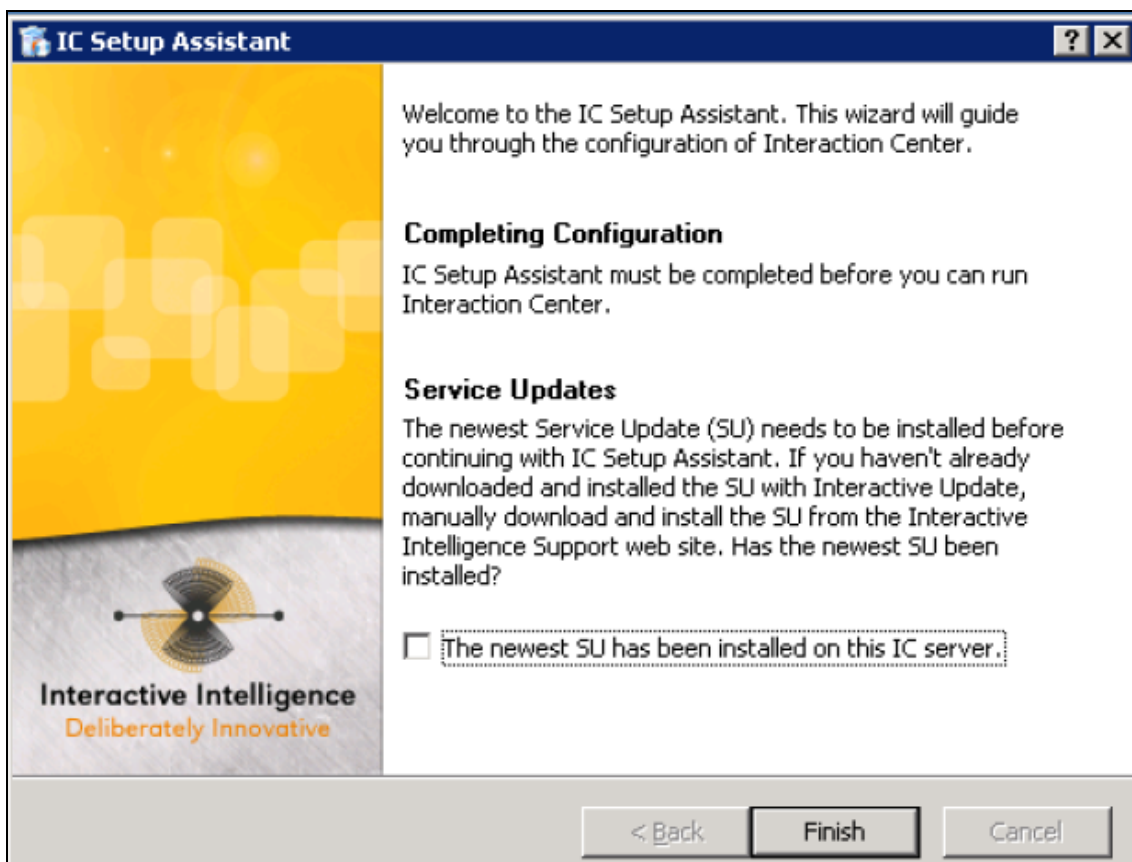 IC Setup Assistant
Welcome to the IC Setup Assistant. This wizard will guide
you through the configuration of Interaction Center.
Completing Configuration
IC Setup Assistant must be completed before you can run
Interaction Center.
Service Updates
The newest Service Update (SU) needs to be installed before
continuing with IC Setup Assistant. If you haven't already
downloaded and installed the SU with Interactive Update,
manually download and install the SU from the Interactive
Intelligence Support web site. Has the newest SU been
installed?
The newest SU has been installed on this IC server.
Interactive Intelligence
Deliberately Innovative
< Back Finish Cancel